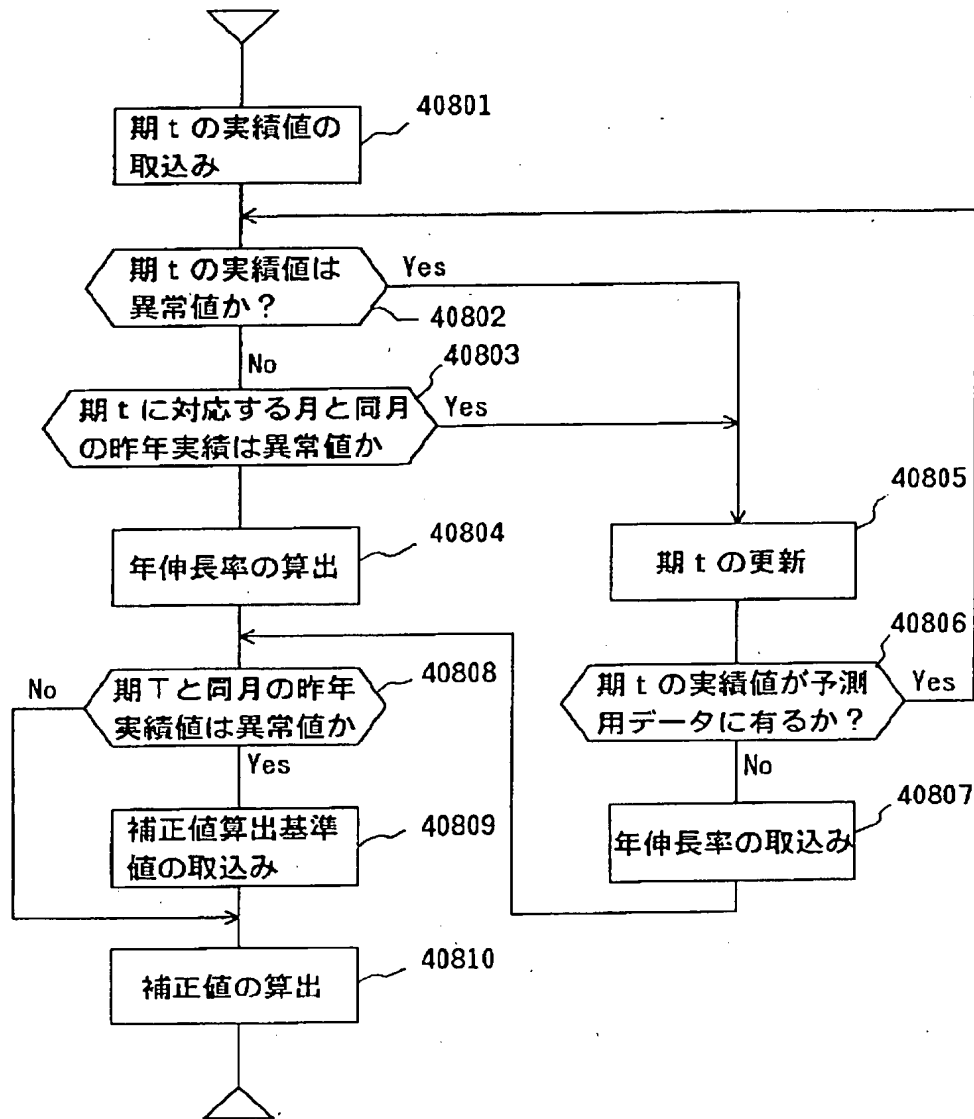 40801
期tの実績値の
取込み
期tの実績値は
異常値か?
Yes
40802
No
40803
期tに対応する月と同月
の昨年実績は異常値か
Yes
40804
年伸長率の算出
40805
期tの更新
40806
期tの実績値が予測
用データに有るか?
Yes
No
40807
年伸長率の取込み
No
期Tと同月の昨年
実績値は異常値か
40808
Yes
補正値算出基準
値の取込み
40809
補正値の算出
40810